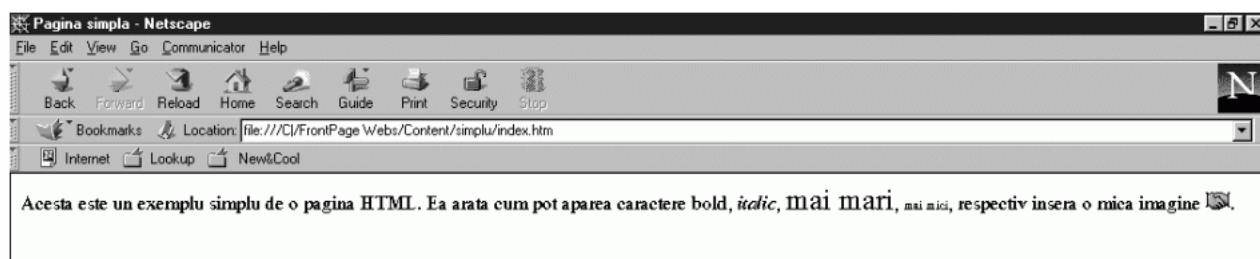 Pagina simpla - Netscape
File Edit View Go Communicator Help
Back Forward Reload Home Search Guide Print Security Stop
N
Bookmarks Location: file:///C|/FrontPage Webs/Content/simplu/index.htm
Internet Lookup New&Cool
Acesta este un exemplu simplu de o pagina HTML. Ea arata cum pot aparea caractere bold, italic, mai mari, mai mici, respectiv insera o mica imagine .